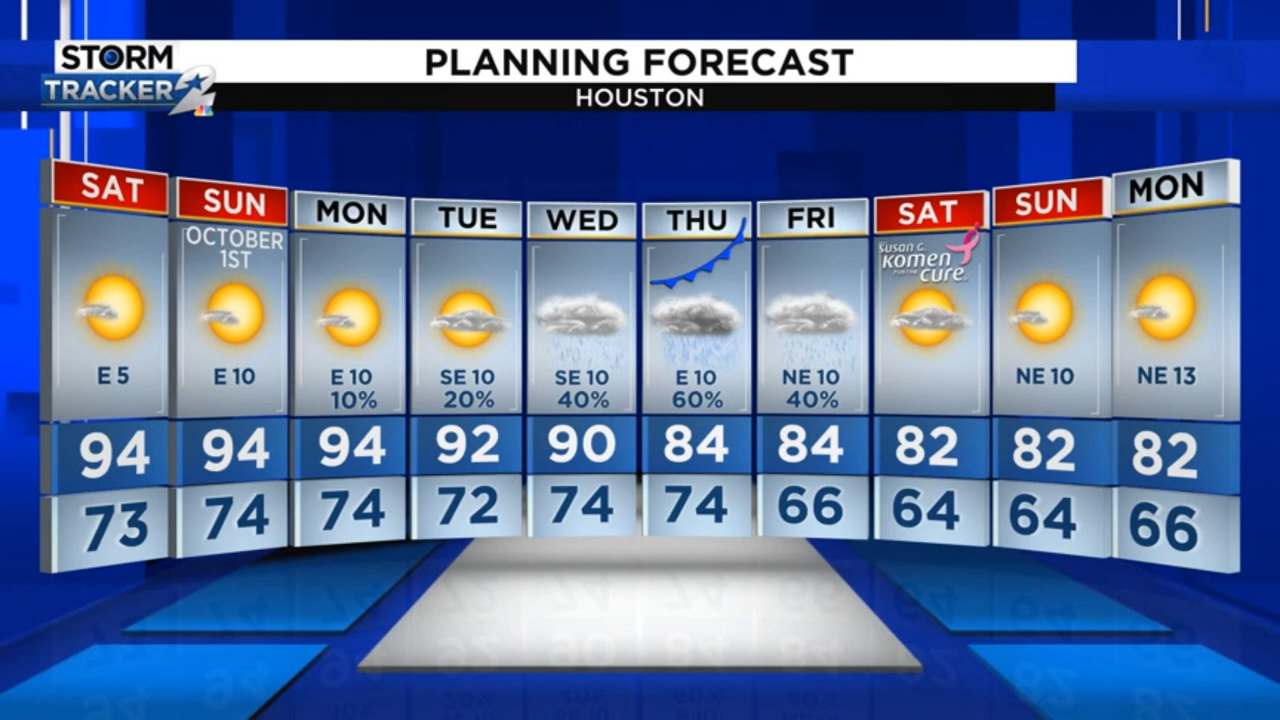 STORM
TRACKER 2
PLANNING FORECAST
HOUSTON
SAT
E 5
94
73
SUN
OCTOBER
1ST
E 10
94
74
MON
E 10
10%
94
74
TUE
SE 10
20%
92
72
WED
SE 10
40%
90
74
THU
E 10
60%
84
74
FRI
NE 10
40%
84
66
SAT
SUSAN G.
Komen
FOR THE
cure.
82
64
SUN
NE 10
82
64
MON
NE 13
82
66